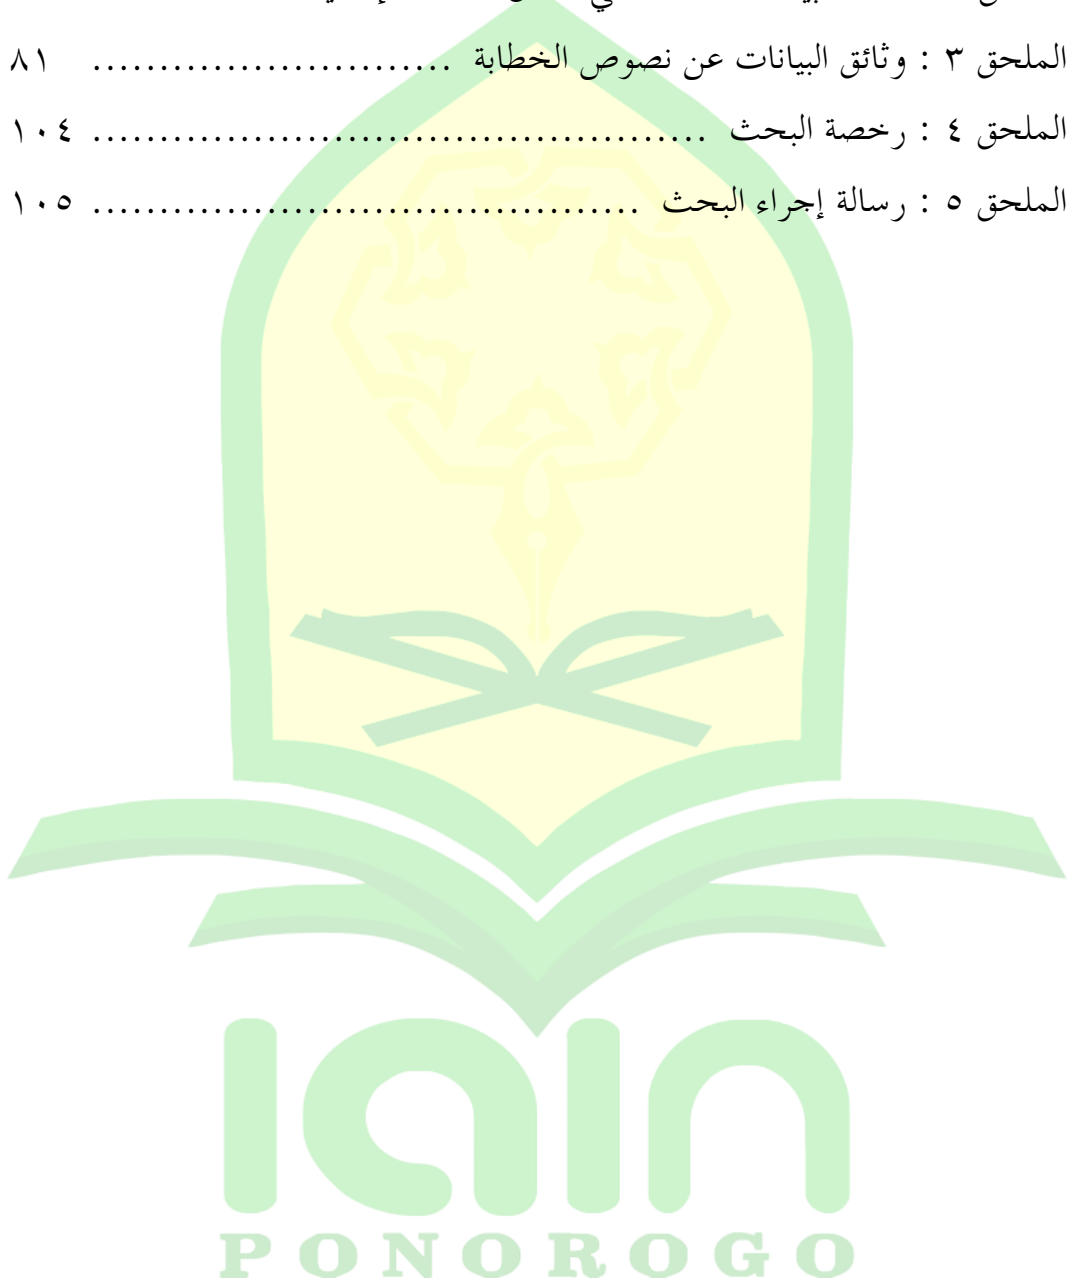 الملحق ٣ : وثائق البيانات عن نصوص الخطابة ........................... ٨١
الملحق ٤ : رخصة البحث .............................................. ١٠٤
الملحق ٥ : رسالة إجراء البحث ......................................... ١٠٥
iain
PONOROGO